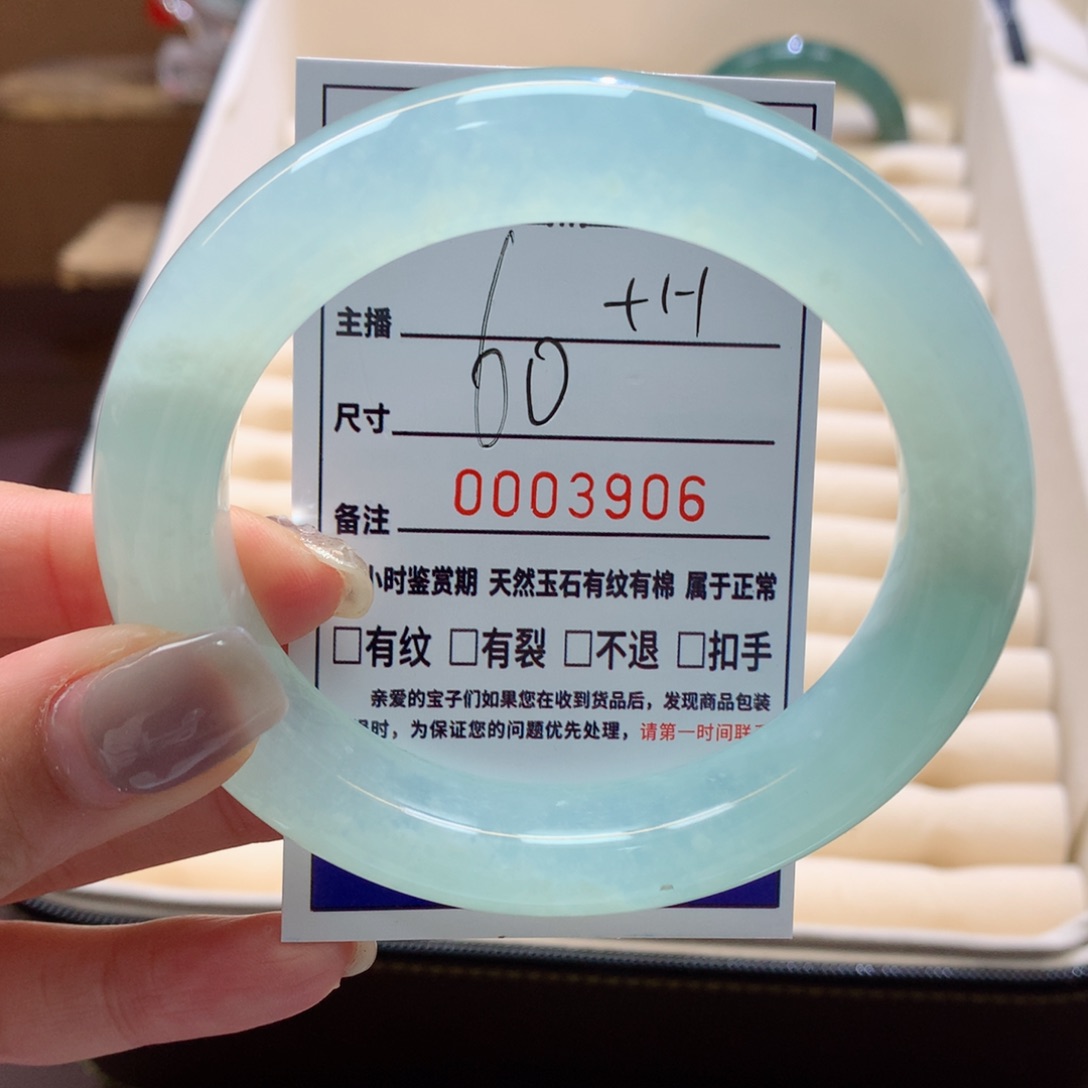 +H
主播
60
尺寸
0003906
备注
小时鉴赏期 天然玉石有纹有棉 属于正常
□有纹 □有裂 □不退 □扣手
亲爱的宝子们如果您在收到货品后，发现商品包装
时，为保证您的问题优先处理，请第一时间联